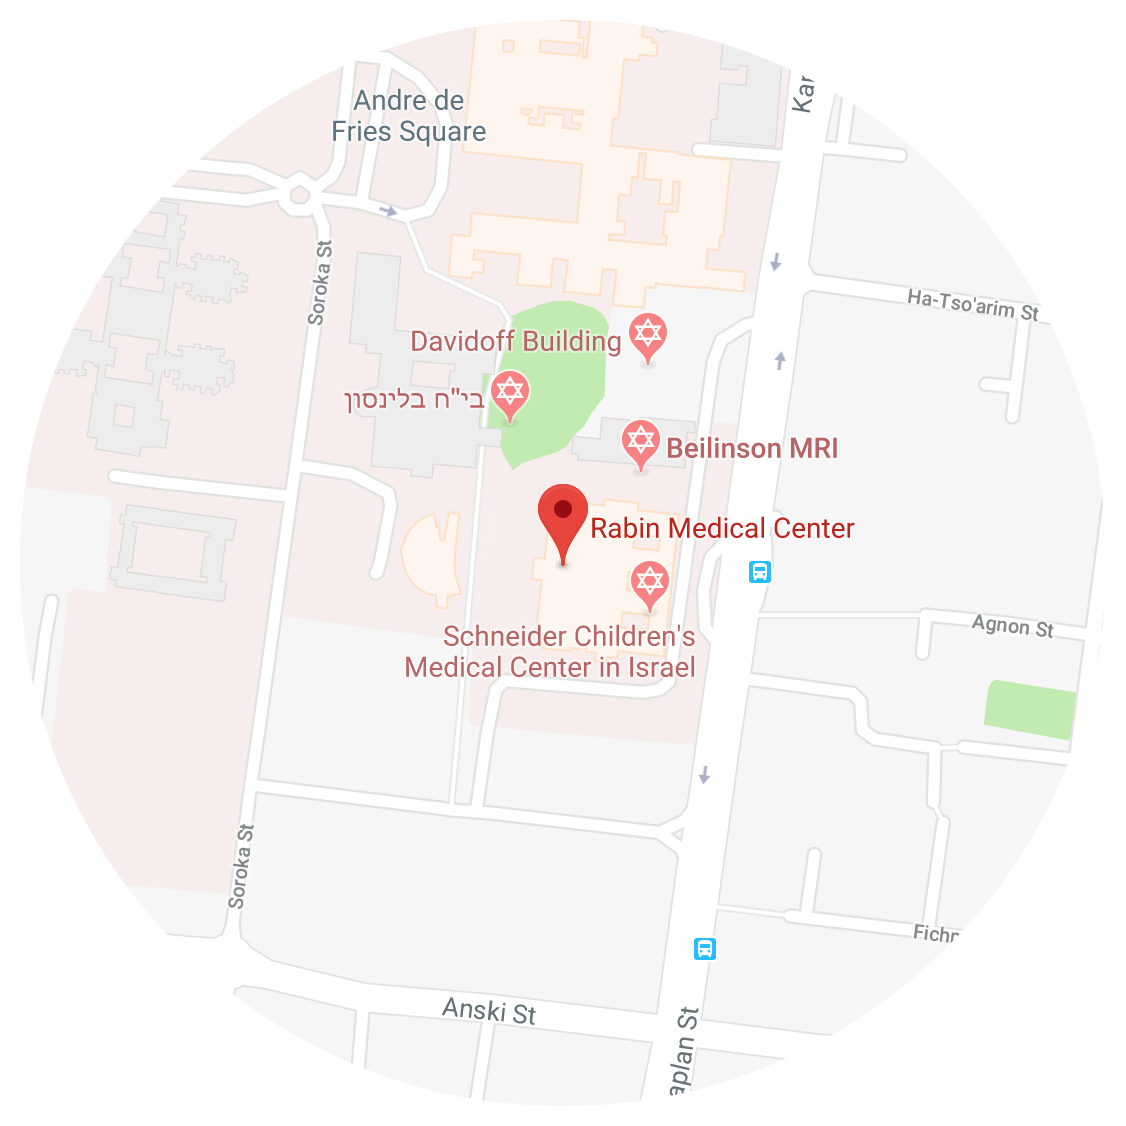 Kar
Andre de
Fries Square
Soroka St
Ha-Tso'arim St
Davidoff Building
בי"ח בלינסון
Beilinson MRI
Rabin Medical Center
Schneider Children's
Medical Center in Israel
Agnon St
Soroka St
Fichr
Anski St
aplan St